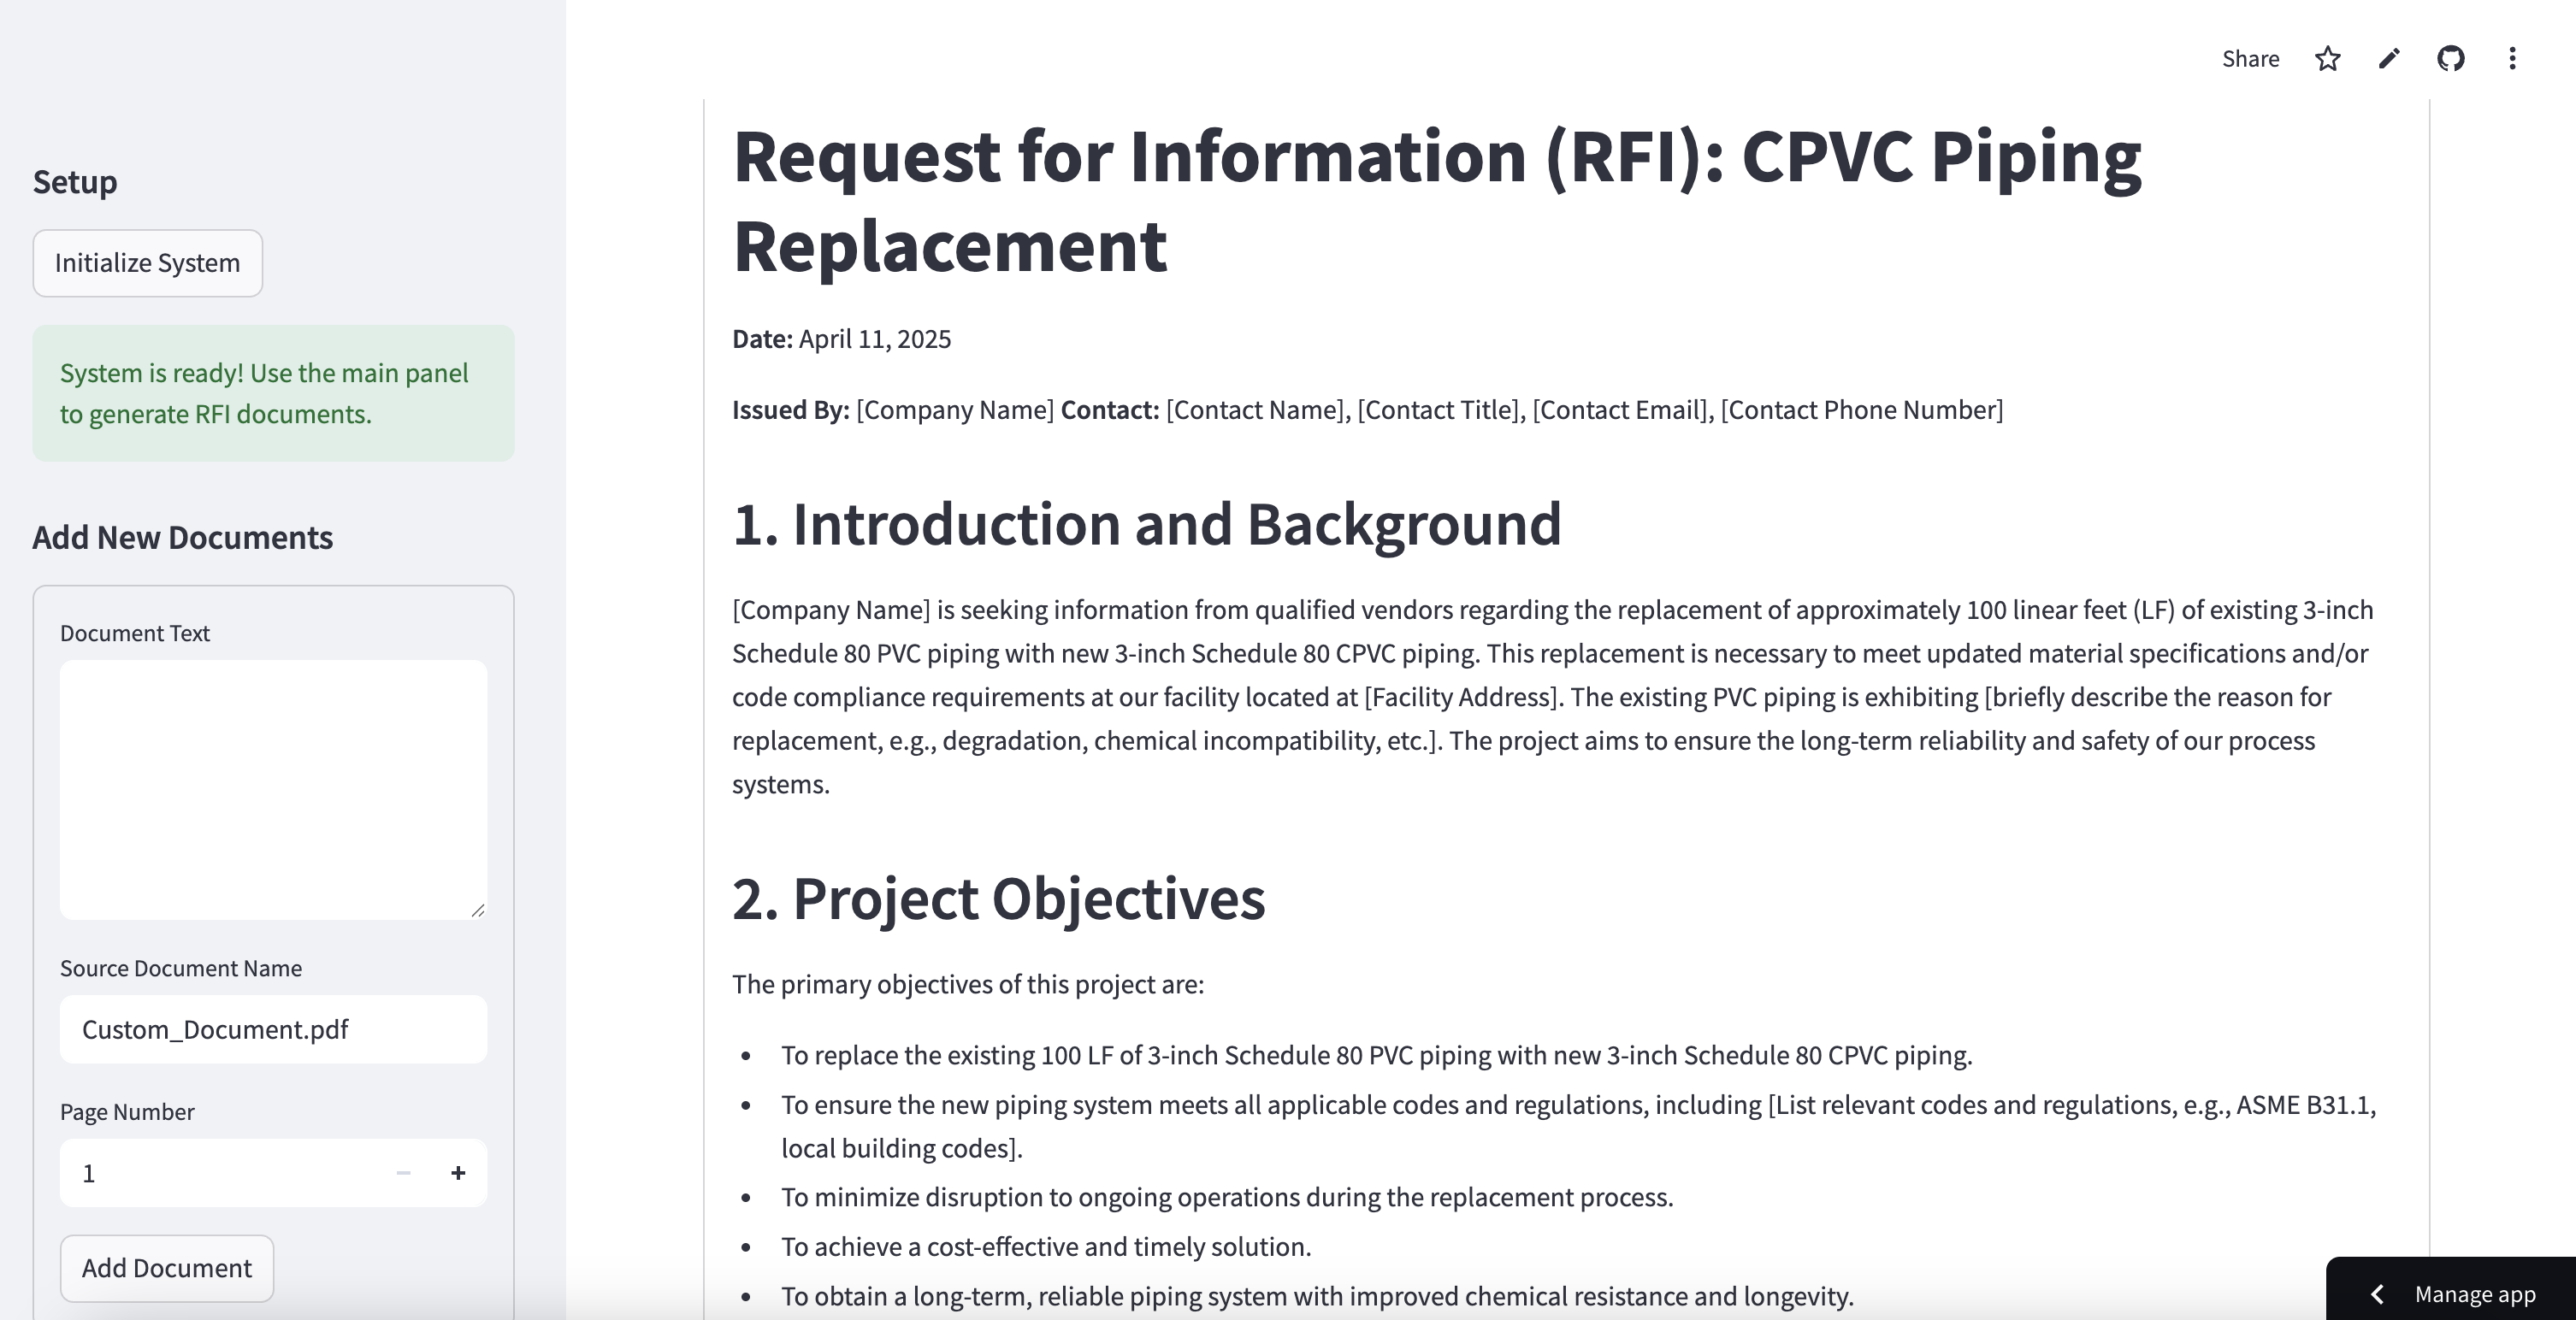 Share
Setup
Initialize System
System is ready! Use the main panel
to generate RFI documents.
Add New Documents
Document Text
Source Document Name
Custom_Document.pdf
Page Number
1
Add Document
Request for Information (RFI): CPVC Piping
Replacement
Date: April 11, 2025
Issued By: [Company Name] Contact: [Contact Name], [Contact Title], [Contact Email], [Contact Phone Number]
1. Introduction and Background
[Company Name] is seeking information from qualified vendors regarding the replacement of approximately 100 linear feet (LF) of existing 3-inch
Schedule 80 PVC piping with new 3-inch Schedule 80 CPVC piping. This replacement is necessary to meet updated material specifications and/or
code compliance requirements at our facility located at [Facility Address]. The existing PVC piping is exhibiting [briefly describe the reason for
replacement, e.g., degradation, chemical incompatibility, etc.]. The project aims to ensure the long-term reliability and safety of our process
systems.
2. Project Objectives
The primary objectives of this project are:
• To replace the existing 100 LF of 3-inch Schedule 80 PVC piping with new 3-inch Schedule 80 CPVC piping.
• To ensure the new piping system meets all applicable codes and regulations, including [List relevant codes and regulations, e.g., ASME B31.1,
local building codes].
• To minimize disruption to ongoing operations during the replacement process.
• To achieve a cost-effective and timely solution.
• To obtain a long-term, reliable piping system with improved chemical resistance and longevity.
Manage app